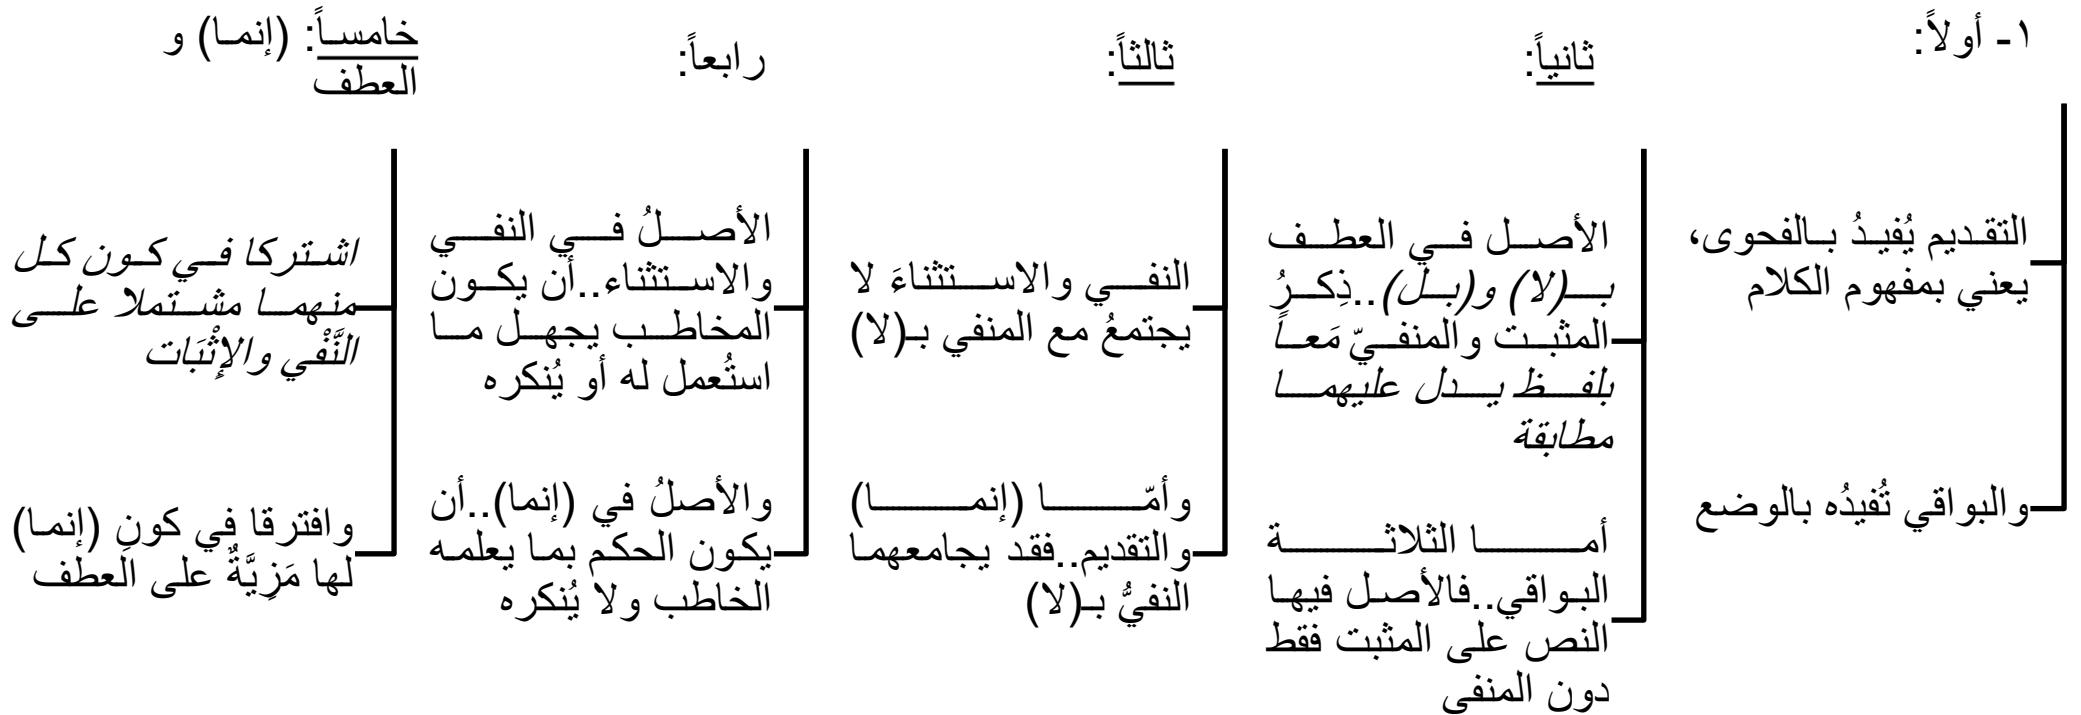 ١- أولاً:
التقديم يُفيدُ بالفحوى،
يعني بمفهوم الكلام
والبواقي تُفيدُه بالوضع
ثانياً:
الأصل في العطف
بـ(لا) و(بل)..ذِكرُ
المثبت والمنفيّ مَعاً
بلفظ يدل عليهما
مطابقة
أما الثلاثة
البواقي..فالأصل فيها
النص على المثبت فقط
دون المنفي
ثالثاً:
النفي والاستثناءَ لا
يجتمعُ مع المنفي بـ(لا)
وأمّا (إنما)
والتقديم..فقد يجامعهما
النفيُّ بـ(لا)
رابعاً:
الأصلُ في النفي
والاستثناء..أن يكون
المخاطب يجهل ما
استُعمل له أو يُنكره
والأصلُ في (إنما)..أن
يكون الحكم بما يعلمه
الخاطب ولا يُنكره
خامساً: (إنما) و
العطف
اشتركا في كون كل
منهما مشتملا على
النَّفْي والإِثْبَات
وافترقا في كونِ (إنما)
لها مَزِيَّةٌ على العطف